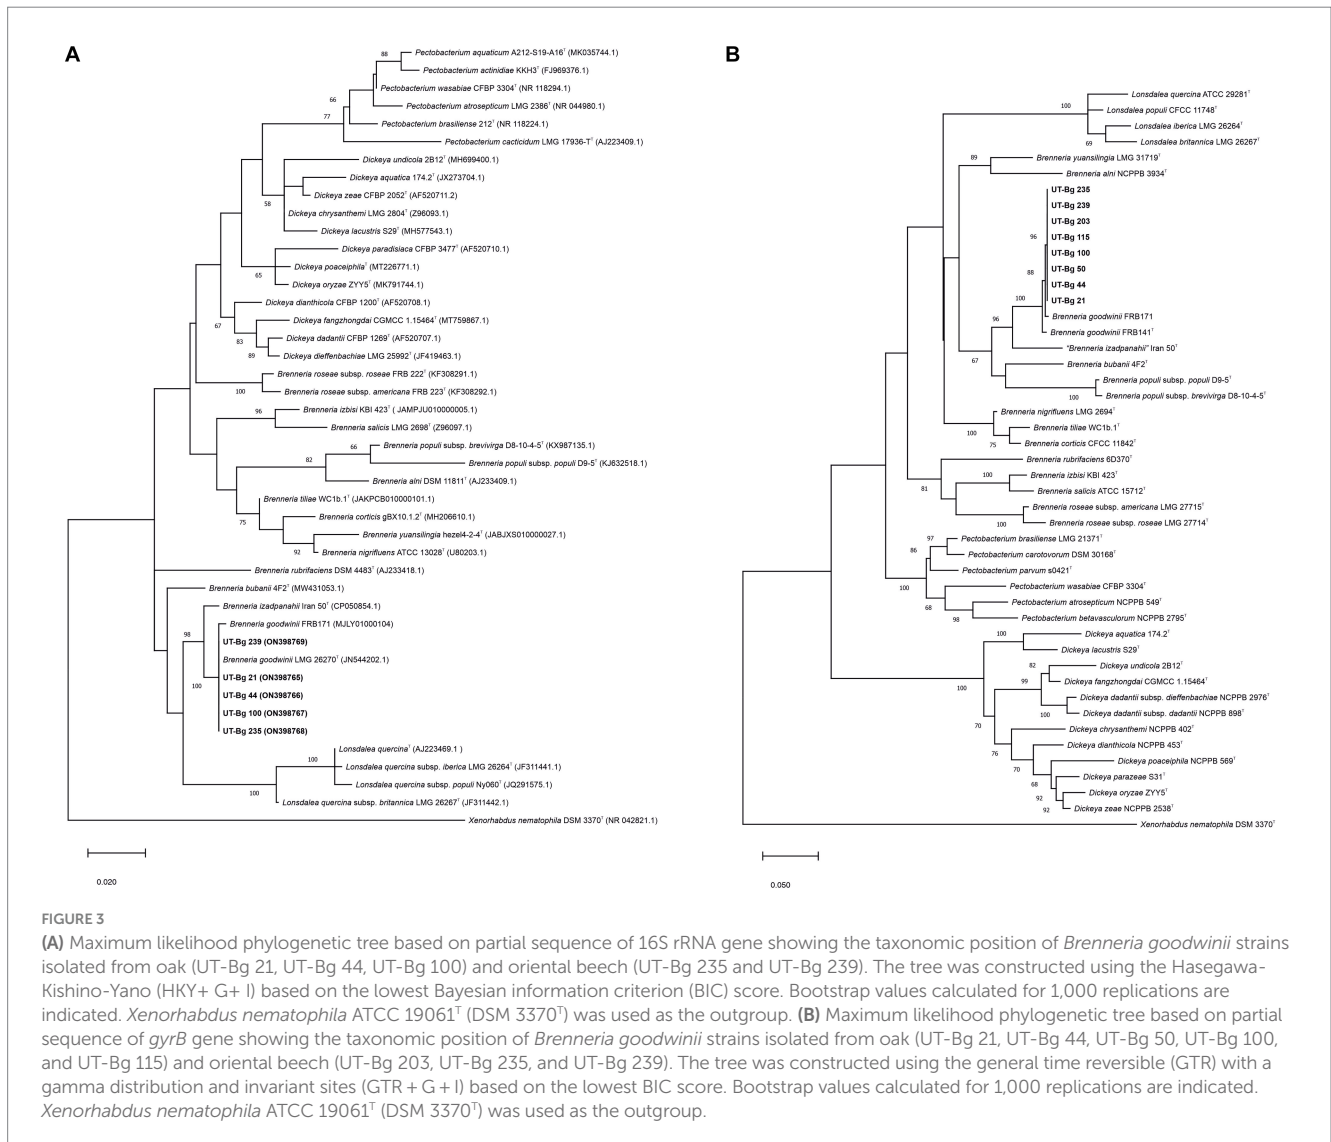 A
88
Pectobacterium aquaticum A212-S19-A16ᵀ (MK035744.1)
Pectobacterium actinidiae KKH3ᵀ (FJ969376.1)
Pectobacterium wasabiae CFBP 3304ᵀ (NR 118294.1)
66
Pectobacterium atrosepticum LMG 2386ᵀ (NR 044980.1)
77
Pectobacterium brasiliense 212ᵀ (NR 118224.1)
Pectobacterium cacticidum LMG 17936-Tᵀ (AJ223409.1)
Dickeya undicola 2B12ᵀ (MH699400.1)
Dickeya aquatica 174.2ᵀ (JX273704.1)
Dickeya zeae CFBP 2052ᵀ (AF520711.2)
58
Dickeya chrysanthemi LMG 2804ᵀ (Z96093.1)
Dickeya lacustris S29ᵀ (MH577543.1)
Dickeya paradisiaca CFBP 3477ᵀ (AF520710.1)
Dickeya poaceiphilaᵀ (MT226771.1)
65
Dickeya oryzae ZYY5ᵀ (MK791744.1)
Dickeya dianthicola CFBP 1200ᵀ (AF520708.1)
67
Dickeya fangzhongdai CGMCC 1.15464ᵀ (MT759867.1)
83
Dickeya dadantii CFBP 1269ᵀ (AF520707.1)
89
Dickeya dieffenbachiae LMG 25992ᵀ (JF419463.1)
Brenneria roseae subsp. roseae FRB 222ᵀ (KF308291.1)
100
Brenneria roseae subsp. americana FRB 223ᵀ (KF308292.1)
96
Brenneria izbisi KBI 423ᵀ ( JAMPJU010000005.1)
Brenneria salicis LMG 2698ᵀ (Z96097.1)
66
Brenneria populi subsp. brevivirga D8-10-4-5ᵀ (KX987135.1)
82
Brenneria populi subsp. populi D9-5ᵀ (KJ632518.1)
Brenneria alni DSM 11811ᵀ (AJ233409.1)
Brenneria tiliae WC1b.1ᵀ (JAKPCB010000101.1)
75
Brenneria corticis gBX10.1.2ᵀ (MH206610.1)
Brenneria yuansilingia hezel4-2-4ᵀ (JABJXS010000027.1)
92
Brenneria nigrifluens ATCC 13028ᵀ (U80203.1)
Brenneria rubrifaciens DSM 4483ᵀ (AJ233418.1)
Brenneria bubanii 4F2ᵀ (MW431053.1)
Brenneria izadpanahii Iran 50ᵀ (CP050854.1)
Brenneria goodwinii FRB171 (MJLY01000104)
98
UT-Bg 239 (ON398769)
Brenneria goodwinii LMG 26270ᵀ (JN544202.1)
UT-Bg 21 (ON398765)
100
UT-Bg 44 (ON398766)
UT-Bg 100 (ON398767)
UT-Bg 235 (ON398768)
Lonsdalea quercinaᵀ (AJ223469.1 )
100
Lonsdalea quercina subsp. iberica LMG 26264ᵀ (JF311441.1)
Lonsdalea quercina subsp. populi Ny060ᵀ (JQ291575.1)
100
Lonsdalea quercina subsp. britannica LMG 26267ᵀ (JF311442.1)
Xenorhabdus nematophila DSM 3370ᵀ (NR 042821.1)
0.020
B
Lonsdalea quercina ATCC 29281ᵀ
100
Lonsdalea populi CFCC 11748ᵀ
Lonsdalea iberica LMG 26264ᵀ
69
Lonsdalea britannica LMG 26267ᵀ
89
Brenneria yuansilingia LMG 31719ᵀ
Brenneria alni NCPPB 3934ᵀ
UT-Bg 235
UT-Bg 239
UT-Bg 203
96
UT-Bg 115
UT-Bg 100
88
UT-Bg 50
UT-Bg 44
100
UT-Bg 21
Brenneria goodwinii FRB171
96
Brenneria goodwinii FRB141ᵀ
"Brenneria izadpanahii" Iran 50ᵀ
67
Brenneria bubanii 4F2ᵀ
Brenneria populi subsp. populi D9-5ᵀ
100
Brenneria populi subsp. brevivirga D8-10-4-5ᵀ
Brenneria nigrifluens LMG 2694ᵀ
100
Brenneria tiliae WC1b.1ᵀ
75
Brenneria corticis CFCC 11842ᵀ
Brenneria rubrifaciens 6D370ᵀ
100
Brenneria izbisi KBI 423ᵀ
81
Brenneria salicis ATCC 15712ᵀ
Brenneria roseae subsp. americana LMG 27715ᵀ
100
Brenneria roseae subsp. roseae LMG 27714ᵀ
97
Pectobacterium brasiliense LMG 21371ᵀ
86
Pectobacterium carotovorum DSM 30168ᵀ
Pectobacterium parvum s0421ᵀ
100
Pectobacterium wasabiae CFBP 3304ᵀ
68
Pectobacterium atrosepticum NCPPB 549ᵀ
98
Pectobacterium betavasculorum NCPPB 2795ᵀ
100
Dickeya aquatica 174.2ᵀ
Dickeya lacustris S29ᵀ
82
Dickeya undicola 2B12ᵀ
100
99
Dickeya fangzhongdai CGMCC 1.15464ᵀ
Dickeya dadantii subsp. dieffenbachiae NCPPB 2976ᵀ
100
Dickeya dadantii subsp. dadantii NCPPB 898ᵀ
70
Dickeya chrysanthemi NCPPB 402ᵀ
76
Dickeya dianthicola NCPPB 453ᵀ
70
Dickeya poaceiphila NCPPB 569ᵀ
68
Dickeya parazeae S31ᵀ
92
Dickeya oryzae ZYY5ᵀ
92
Dickeya zeae NCPPB 2538ᵀ
Xenorhabdus nematophila DSM 3370ᵀ
0.050
FIGURE 3
(A) Maximum likelihood phylogenetic tree based on partial sequence of 16S rRNA gene showing the taxonomic position of Brenneria goodwinii strains
isolated from oak (UT-Bg 21, UT-Bg 44, UT-Bg 100) and oriental beech (UT-Bg 235 and UT-Bg 239). The tree was constructed using the Hasegawa-
Kishino-Yano (HKY+ G+ I) based on the lowest Bayesian information criterion (BIC) score. Bootstrap values calculated for 1,000 replications are
indicated. Xenorhabdus nematophila ATCC 19061ᵀ (DSM 3370ᵀ) was used as the outgroup. (B) Maximum likelihood phylogenetic tree based on partial
sequence of gyrB gene showing the taxonomic position of Brenneria goodwinii strains isolated from oak (UT-Bg 21, UT-Bg 44, UT-Bg 50, UT-Bg 100,
and UT-Bg 115) and oriental beech (UT-Bg 203, UT-Bg 235, and UT-Bg 239). The tree was constructed using the general time reversible (GTR) with a
gamma distribution and invariant sites (GTR + G + I) based on the lowest BIC score. Bootstrap values calculated for 1,000 replications are indicated.
Xenorhabdus nematophila ATCC 19061ᵀ (DSM 3370ᵀ) was used as the outgroup.